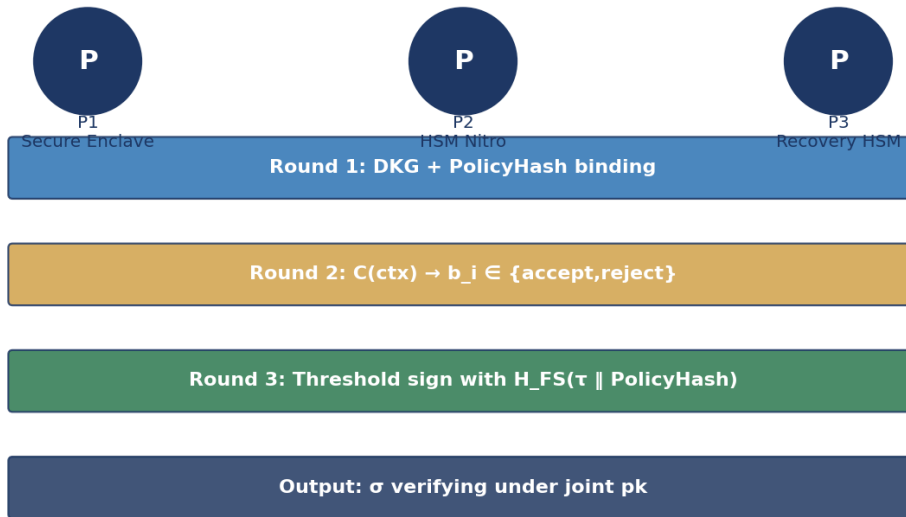 P
P
P
P1
Secure Enclave
P2
HSM Nitro
P3
Recovery HSM
Round 1: DKG + PolicyHash binding
Round 2: C(ctx) → b_i ∈ {accept,reject}
Round 3: Threshold sign with H_FS(τ ‖ PolicyHash)
Output: σ verifying under joint pk